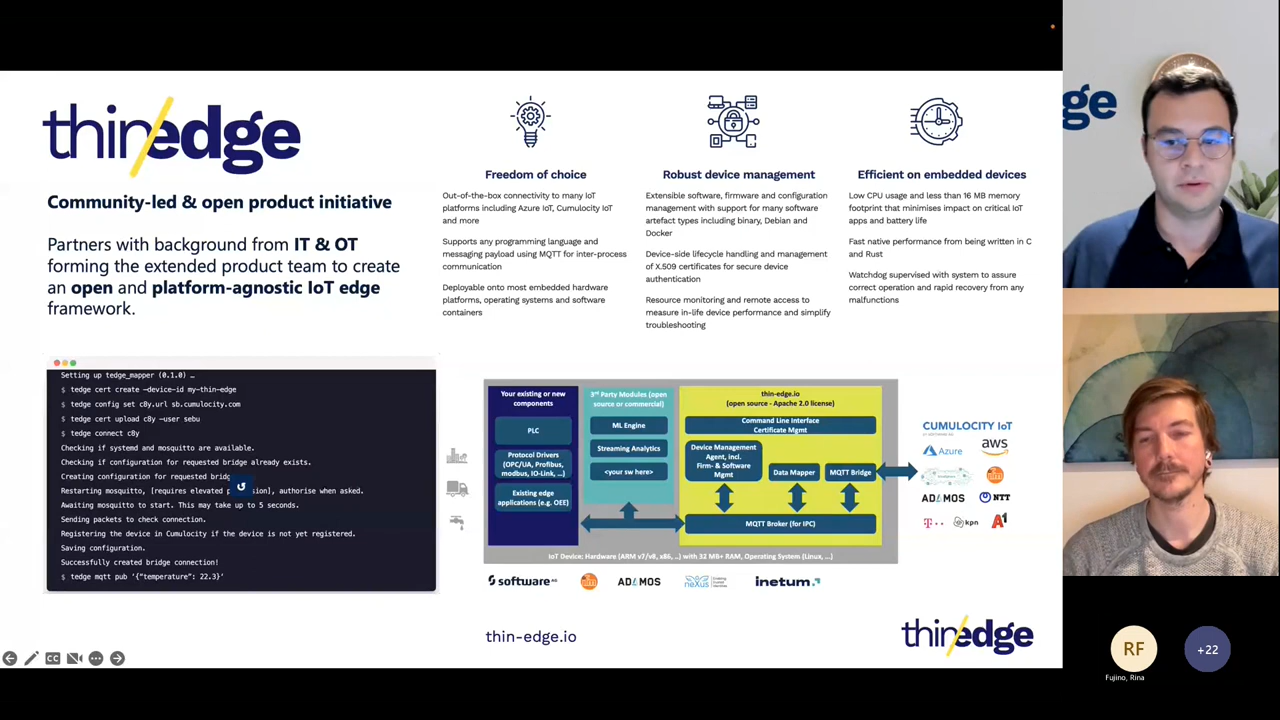 thinedge
Community-led & open product initiative
Partners with background from IT & OT
forming the extended product team to create
an open and platform-agnostic IoT edge
framework.
Freedom of choice
Out-of-the-box connectivity to many IoT
platforms including Azure IoT, Cumulocity IoT
and more
Supports any programming language and
messaging payload using MQTT for inter-process
communication
Deployable onto most embedded hardware
platforms, operating systems and software
containers
Robust device management
Extensible software, firmware and configuration
management with support for many software
artefact types including binary, Debian and
Docker
Device-side lifecycle handling and management
of X.509 certificates for secure device
authentication
Resource monitoring and remote access to
measure in-life device performance and simplify
troubleshooting
Efficient on embedded devices
Low CPU usage and less than 16 MB memory
footprint that minimises impact on critical IoT
apps and battery life
Fast native performance from being written in C
and Rust
Watchdog supervised with system to assure
correct operation and rapid recovery from any
malfunctions
Setting up tedge_mapper (0.1.0) …
$ tedge cert create —device-id my-thin-edge
$ tedge config set c8y.url sb.cumulocity.com
$ tedge cert upload c8y —user sebu
$ tedge connect c8y
Checking if systemd and mosquitto are available.
Checking if configuration for requested bridge already exists.
Creating configuration for requested
Restarting mosquitto, [requires elevated authorise when asked.
Awaiting mosquitto to start. This may take up to 5 seconds.
Sending packets to check connection.
Registering the device in Cumulocity if the device is not yet registered.
Saving configuration.
Successfully created bridge connection!
$ tedge mqtt pub '{"temperature": 22.3}'
Your existing or new
components
PLC
Protocol Drivers
(OPC/UA, Profibus,
modbus, IO-Link, …)
Existing edge
applications (e.g. OEE)
3rd Party Modules (open
source or commercial)
ML Engine
Streaming Analytics
<your sw here>
thin-edge.io
(open source - Apache 2.0 license)
Command Line Interface
Certificate Mgmt
Device Management
Agent, incl.
Firm- & Software
Mgmt
Data Mapper
MQTT Bridge
MQTT Broker (for IPC)
IoT Device: Hardware (ARM v7/v8, x86, ..) with 32 MB+ RAM, Operating System (Linux, …)
CUMULOCITY IoT
Azure
aws
ifm
ADAMOS
NTT
T
kpn
A1
software AG
ifm
ADAMOS
neXus
inetum.
thin-edge.io
thinedge
CC
ge
RF
+22
Fujino, Rina